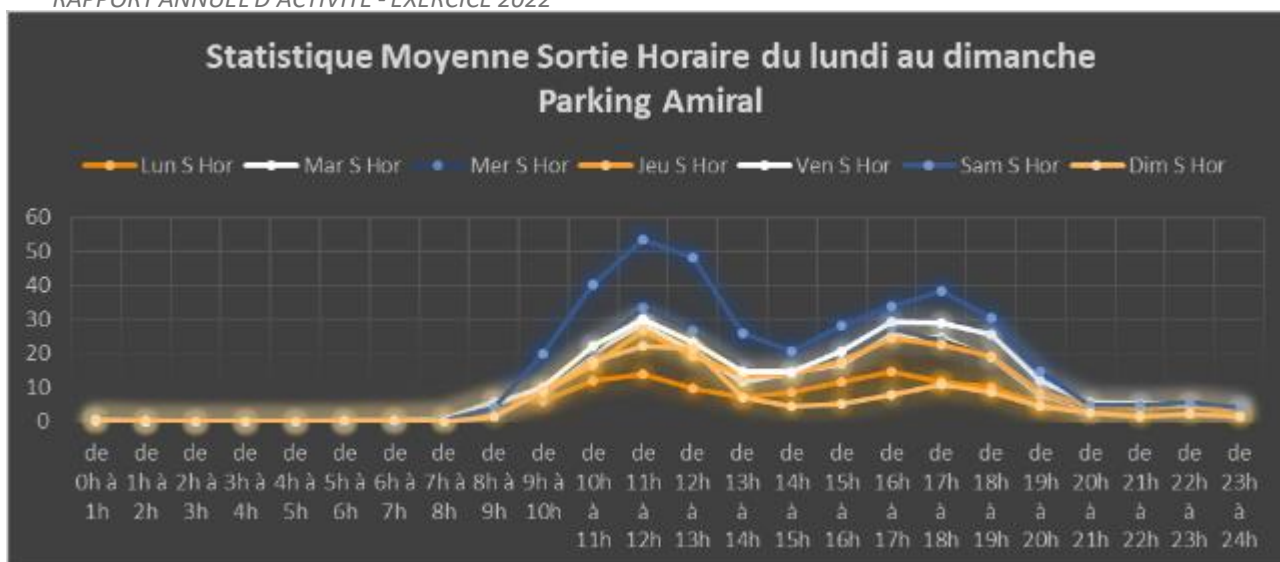 RAPPORT ANNUEL D'ACTIVITE - EXERCICE 2022
Statistique Moyenne Sortie Horaire du lundi au dimanche
Parking Amiral
Lun S Hor Mar S Hor Mer S Hor Jeu S Hor Ven S Hor Sam S Hor Dim S Hor
60
50
40
30
20
10
0
de de de de de de de de de de de de de de de de de de de de de de de de
0h à 1h à 2h à 3h à 4h à 5h à 6h à 7h à 8h à 9h à 10h 11h 12h 13h 14h 15h 16h 17h 18h 19h 20h 21h 22h 23h
1h 2h 3h 4h 5h 6h 7h 8h 9h 10h à à à à à à à à à à à à à à
11h 12h 13h 14h 15h 16h 17h 18h 19h 20h 21h 22h 23h 24h